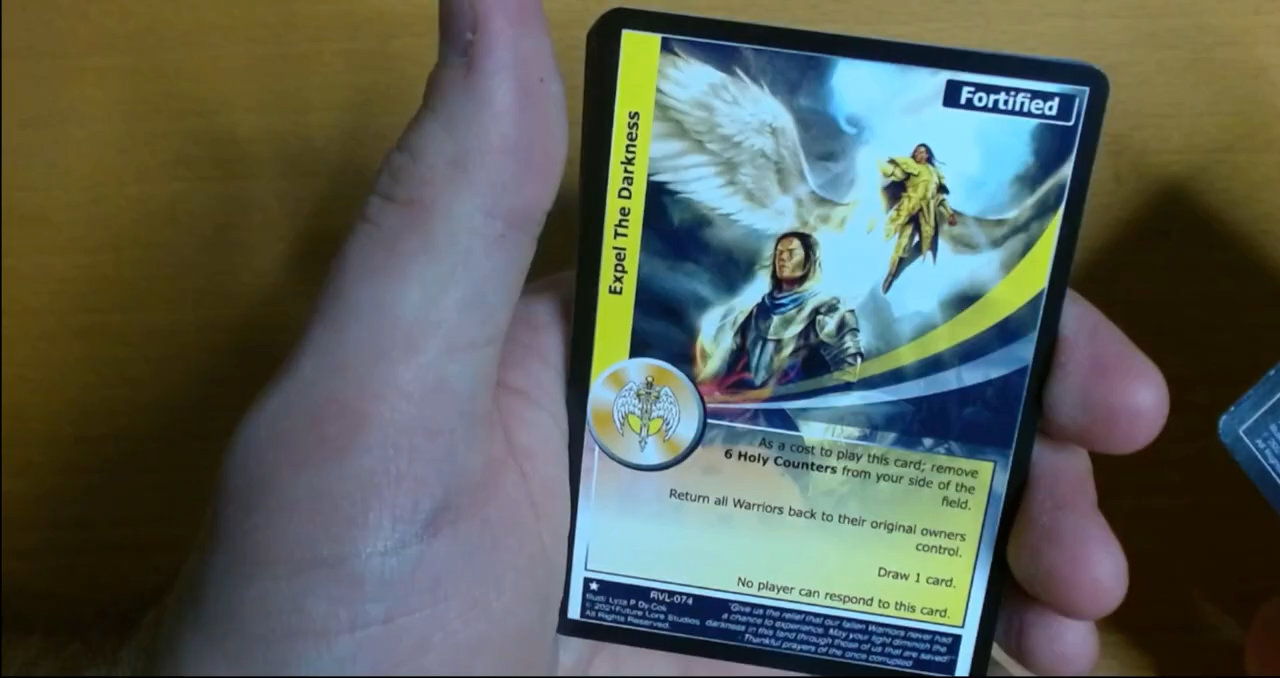 Fortified
Expel The Darkness
As a cost to play this card; remove
6 Holy Counters from your side of the
field.
Return all Warriors back to their original owners
control.
Draw 1 card.
No player can respond to this card.
RVL-074
Illust: Lyza P Dy-Cok
© 2021 Future Lore Studios
All Rights Reserved.
"Give us the relief that our fallen Warriors never had
a chance to experience. May your light diminish the
darkness in this land through those of us that are saved!"
- Thankful prayers of the once corrupted